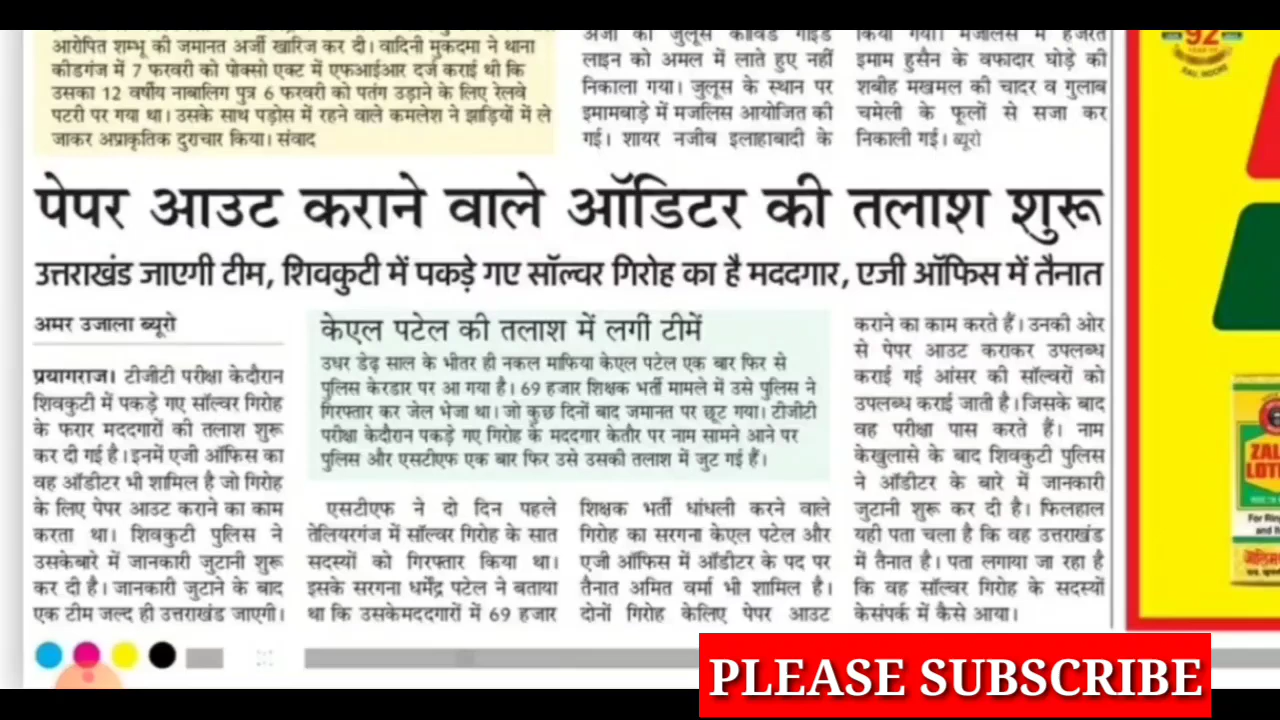 आरोपित शम्भू की जमानत अर्जी खारिज कर दी। वादिनी मुकदमा ने थाना
कीडगंज में 7 फरवरी को पोक्सो एक्ट में एफआईआर दर्ज कराई थी कि
उसका 12 वर्षीय नाबालिग पुत्र 6 फरवरी को पतंग उड़ाने के लिए रेलवे
पटरी पर गया था। उसके साथ पड़ोस में रहने वाले कमलेश ने झाड़ियों में ले
जाकर अप्राकृतिक दुराचार किया। संवाद
अजा का जुलूस कोविड गाइड
लाइन को अमल में लाते हुए नहीं
निकाला गया। जुलूस के स्थान पर
इमामबाड़े में मजलिस आयोजित की
गई। शायर नजीब इलाहाबादी के
किया गया। मजलिस में हजरत
इमाम हुसैन के वफादार घोड़े की
शबीह मखमल की चादर व गुलाब
चमेली के फूलों से सजा कर
निकाली गई। ब्यूरो
92
पेपर आउट कराने वाले ऑडिटर की तलाश शुरू
उत्तराखंड जाएगी टीम, शिवकुटी में पकड़े गए सॉल्वर गिरोह का है मददगार, एजी ऑफिस में तैनात
अमर उजाला ब्यूरो
प्रयागराज। टीजीटी परीक्षा केदौरान
शिवकुटी में पकड़े गए सॉल्वर गिरोह
के फरार मददगारों की तलाश शुरू
कर दी गई है। इनमें एजी ऑफिस का
वह ऑडीटर भी शामिल है जो गिरोह
के लिए पेपर आउट कराने का काम
करता था। शिवकुटी पुलिस ने
उसकेबारे में जानकारी जुटानी शुरू
कर दी है। जानकारी जुटाने के बाद
एक टीम जल्द ही उत्तराखंड जाएगी।
केएल पटेल की तलाश में लगीं टीमें
उधर डेढ़ साल के भीतर ही नकल माफिया केएल पटेल एक बार फिर से
पुलिस केरडार पर आ गया है। 69 हजार शिक्षक भर्ती मामले में उसे पुलिस ने
गिरफ्तार कर जेल भेजा था। जो कुछ दिनों बाद जमानत पर छूट गया। टीजीटी
परीक्षा केदौरान पकड़े गए गिरोह के मददगार केतौर पर नाम सामने आने पर
पुलिस और एसटीएफ एक बार फिर उसे उसकी तलाश में जुट गई हैं।
एसटीएफ ने दो दिन पहले
तेलियरगंज में सॉल्वर गिरोह के सात
सदस्यों को गिरफ्तार किया था।
इसके सरगना धर्मेंद्र पटेल ने बताया
था कि उसकेमददगारों में 69 हजार
शिक्षक भर्ती धांधली करने वाले
गिरोह का सरगना केएल पटेल और
एजी ऑफिस में ऑडीटर के पद पर
तैनात अमित वर्मा भी शामिल है।
दोनों गिरोह केलिए पेपर आउट
कराने का काम करते हैं। उनकी ओर
से पेपर आउट कराकर उपलब्ध
कराई गई आंसर की सॉल्वरों को
उपलब्ध कराई जाती है। जिसके बाद
वह परीक्षा पास करते हैं। नाम
केखुलासे के बाद शिवकुटी पुलिस
ने ऑडीटर के बारे में जानकारी
जुटानी शुरू कर दी है। फिलहाल
यही पता चला है कि वह उत्तराखंड
में तैनात है। पता लगाया जा रहा है
कि वह सॉल्वर गिरोह के सदस्यों
केसंपर्क में कैसे आया।
ZAL
LOT
For Rin
PLEASE SUBSCRIBE